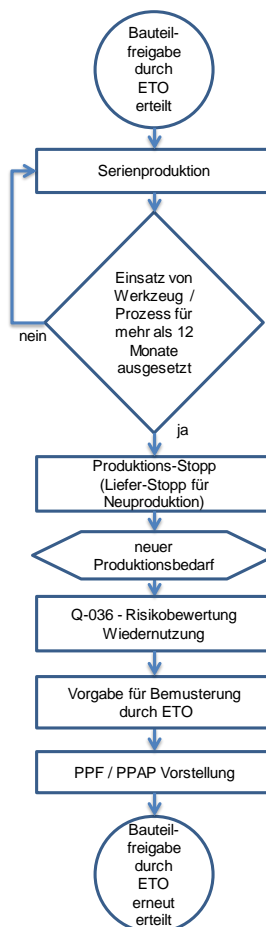 Bauteil-
freigabe
durch
ETO
erteilt
Serienproduktion
Einsatz von
Werkzeug /
Prozess für
mehr als 12
Monate
ausgesetzt
nein
ja
Produktions-Stopp
(Liefer-Stopp für
Neuproduktion)
neuer
Produktionsbedarf
Q-036 - Risikobewertung
Wiedernutzung
Vorgabe für Bemusterung
durch ETO
PPF / PPAP Vorstellung
Bauteil-
freigabe
durch
ETO
erneut
erteilt